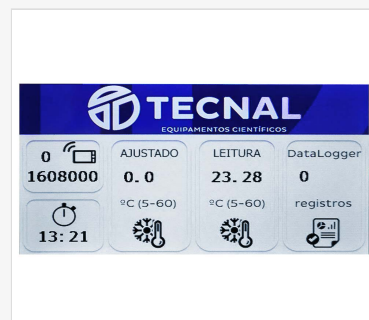 TECNAL
EQUIPAMENTOS CIENTÍFICOS
0
1608000
13:21
AJUSTADO
0.0
ºC (5-60)
LEITURA
23.28
ºC (5-60)
DataLogger
0
registros